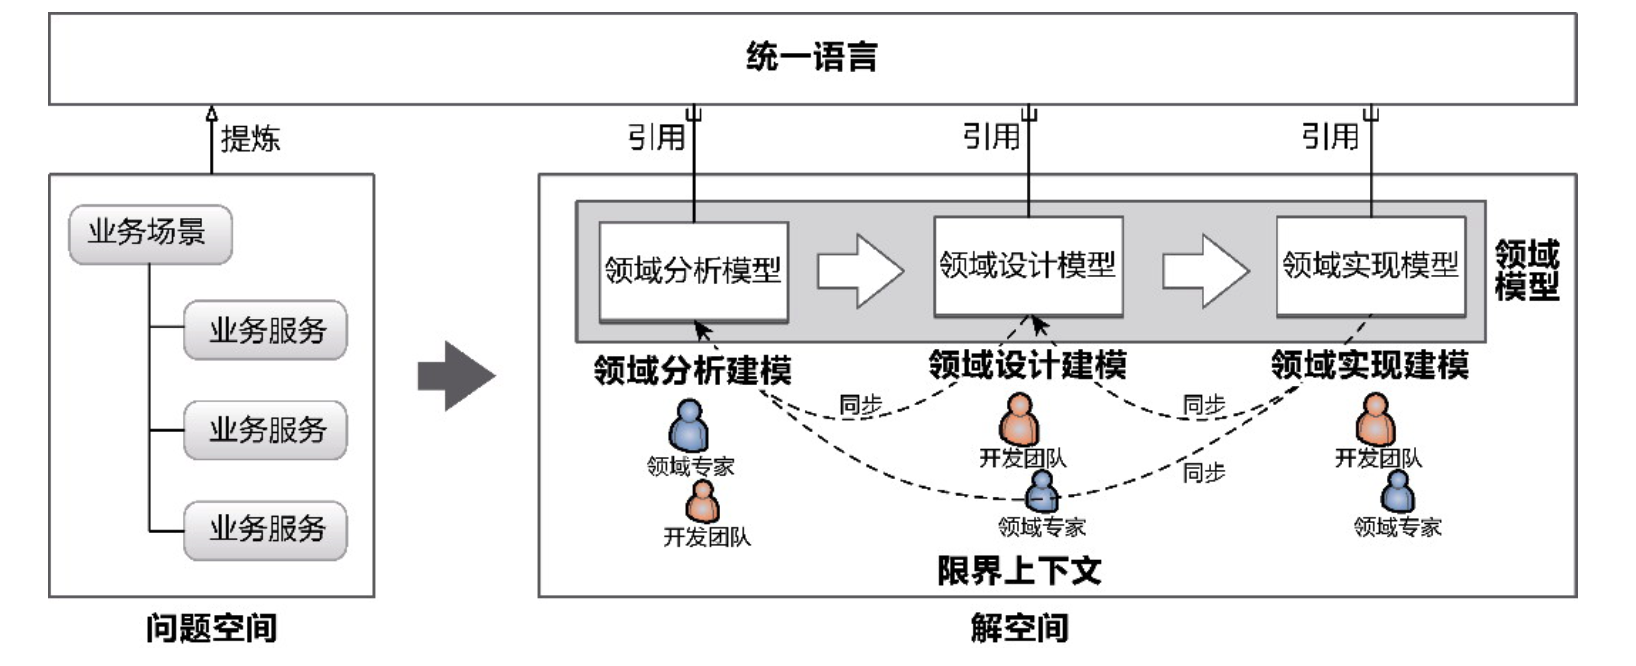 统一语言
提炼
引用
引用
引用
业务场景
业务服务
业务服务
业务服务
问题空间
领域分析模型
领域设计模型
领域实现模型
领域
模型
领域分析建模
领域设计建模
领域实现建模
同步
同步
同步
领域专家
开发团队
开发团队
领域专家
开发团队
领域专家
限界上下文
解空间